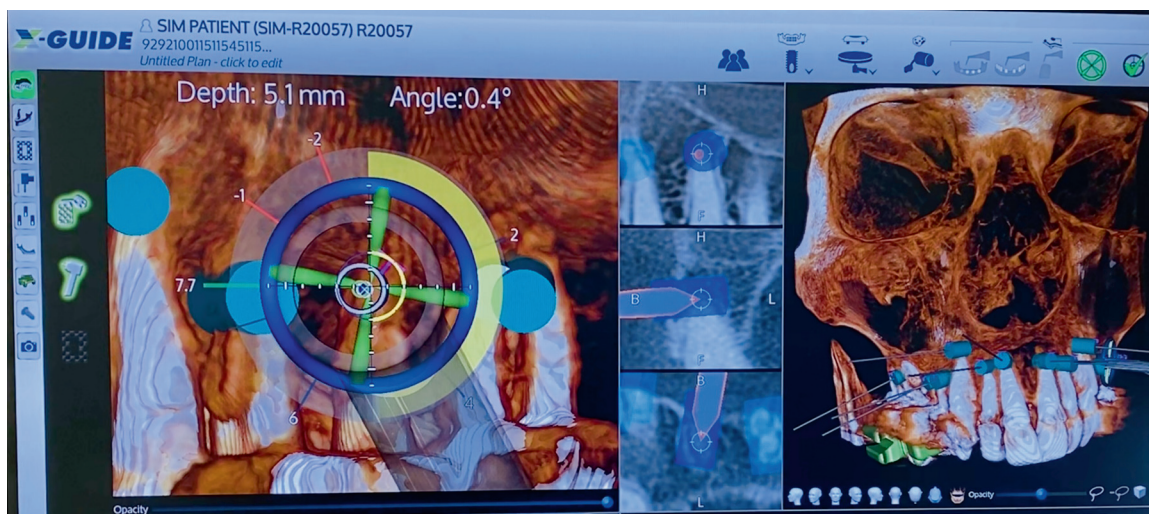 X-GUIDE
SIM PATIENT (SIM-R20057) R20057
929210011511545115...
Untitled Plan - click to edit
Depth: 5.1 mm Angle:0.4°
-2
-1
2
7.7
4
6
H
F
H
B
L
F
B
L
Opacity
Opacity